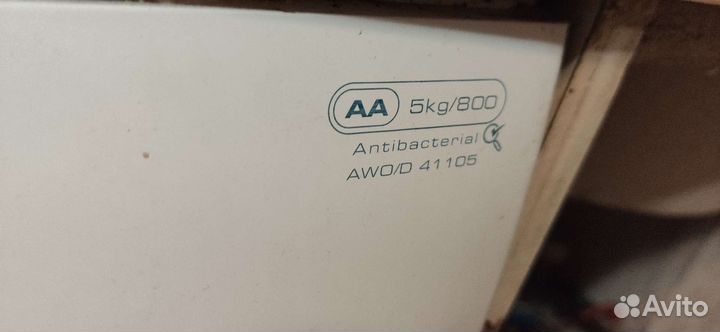 AA 5kg/800
Antibacterial
AWO/D 41105
Avito